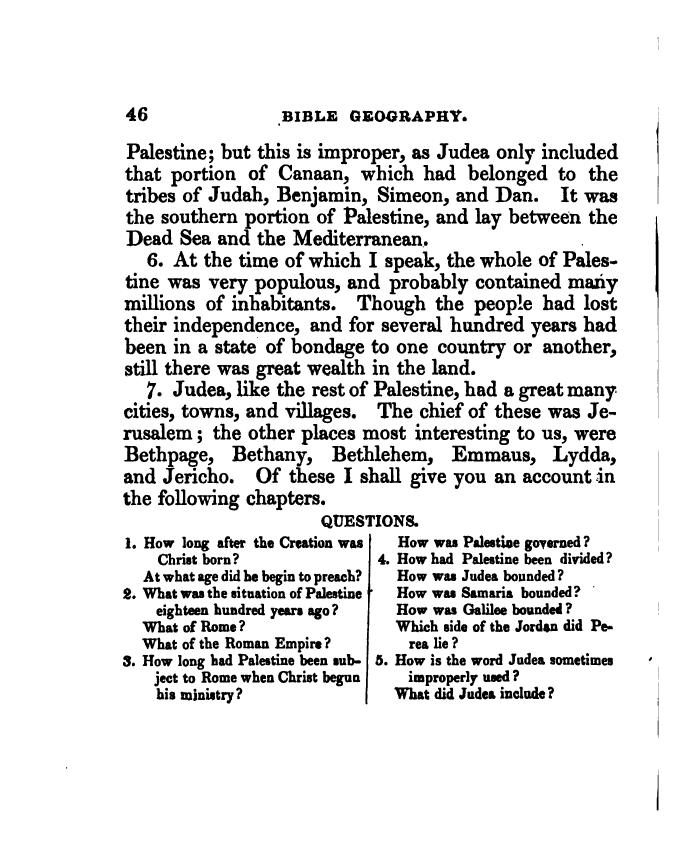 46 BIBLE GEOGRAPHY.
Palestine; but this is improper, as Judea only included
that portion of Canaan, which had belonged to the
tribes of Judah, Benjamin, Simeon, and Dan. It was
the southern portion of Palestine, and lay between the
Dead Sea and the Mediterranean.
6. At the time of which I speak, the whole of Pales-
tine was very populous, and probably contained many
millions of inhabitants. Though the people had lost
their independence, and for several hundred years had
been in a state of bondage to one country or another,
still there was great wealth in the land.
7. Judea, like the rest of Palestine, had a great many
cities, towns, and villages. The chief of these was Je-
rusalem; the other places most interesting to us, were
Bethpage, Bethany, Bethlehem, Emmaus, Lydda,
and Jericho. Of these I shall give you an account in
the following chapters.
QUESTIONS.
1. How long after the Creation was
Christ born?
At what age did he begin to preach?
2. What was the situation of Palestine
eighteen hundred years ago?
What of Rome?
What of the Roman Empire?
3. How long had Palestine been sub-
ject to Rome when Christ begun
his ministry?
How was Palestine governed?
4. How had Palestine been divided?
How was Judea bounded?
How was Samaria bounded?
How was Galilee bounded?
Which side of the Jordan did Pe-
rea lie?
5. How is the word Judea sometimes
improperly used?
What did Judea include?